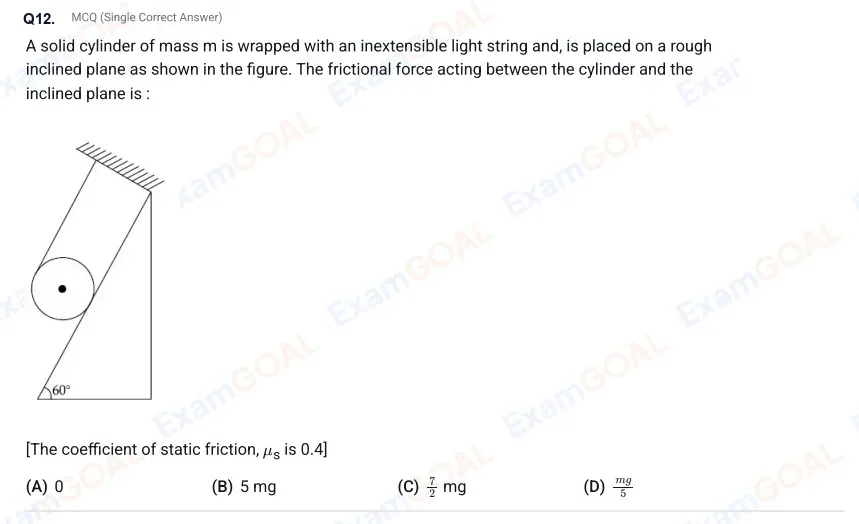 Q12. MCQ (Single Correct Answer)
A solid cylinder of mass m is wrapped with an inextensible light string and, is placed on a rough
inclined plane as shown in the figure. The frictional force acting between the cylinder and the
inclined plane is :
60°
[The coefficient of static friction, μₛ is 0.4]
(A) 0 (B) 5 mg (C) 7/2 mg (D) mg/5
ExamGOAL